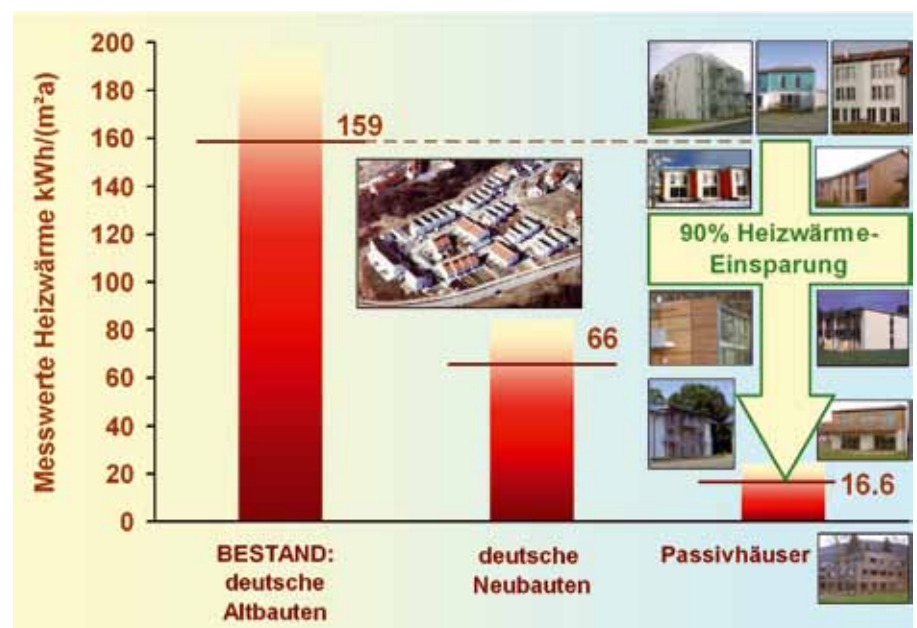 Messwerte Heizwärme kWh/(m²a)
200
180
160
140
120
100
80
60
40
20
0
159
66
16.6
90% Heizwärme-
Einsparung
BESTAND:
deutsche
Altbauten
deutsche
Neubauten
Passivhäuser